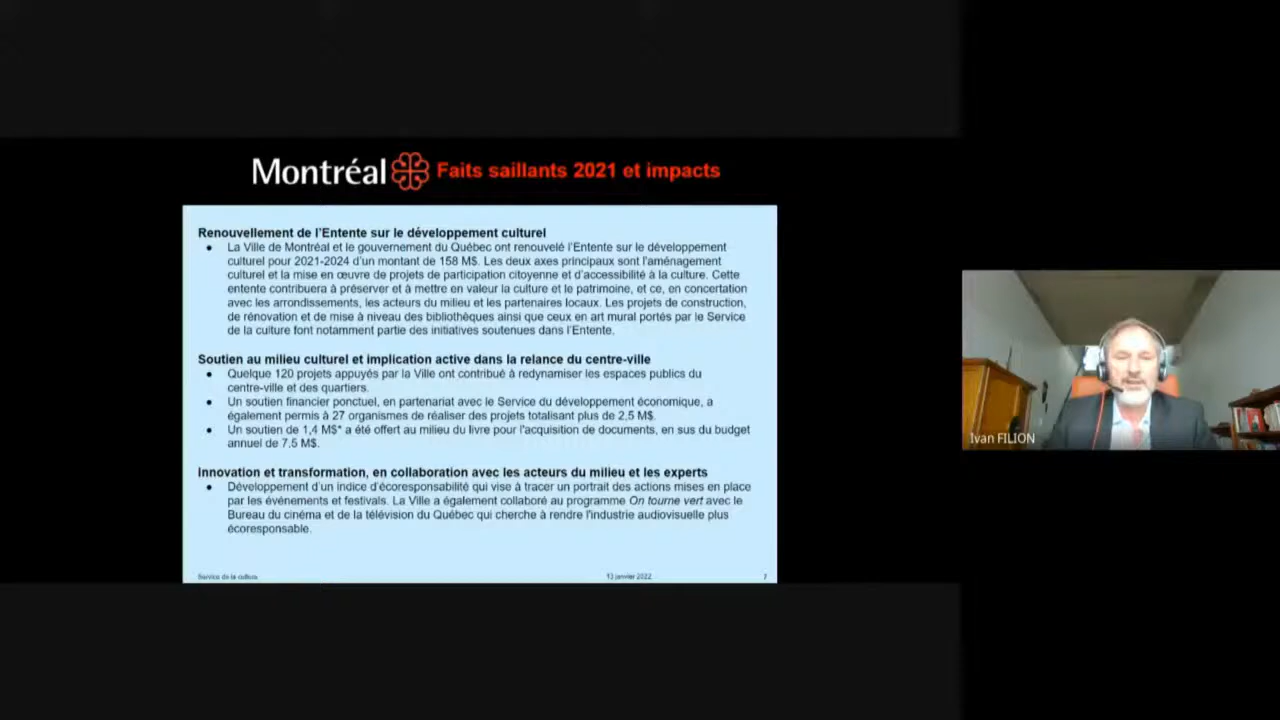 Montréal Faits saillants 2021 et impacts
Renouvellement de l'Entente sur le développement culturel
● La Ville de Montréal et le gouvernement du Québec ont renouvelé l'Entente sur le développement
culturel pour 2021-2024 d'un montant de 158 M$. Les deux axes principaux sont l'aménagement
culturel et la mise en œuvre de projets de participation citoyenne et d'accessibilité à la culture. Cette
entente contribuera à préserver et à mettre en valeur la culture et le patrimoine, et ce, en concertation
avec les arrondissements, les acteurs du milieu et les partenaires locaux. Les projets de construction,
de rénovation et de mise à niveau des bibliothèques ainsi que ceux en art mural portés par le Service
de la culture font notamment partie des initiatives soutenues dans l'Entente.
Soutien au milieu culturel et implication active dans la relance du centre-ville
● Quelque 120 projets appuyés par la Ville ont contribué à redynamiser les espaces publics du
centre-ville et des quartiers.
● Un soutien financier ponctuel, en partenariat avec le Service du développement économique, a
également permis à 27 organismes de réaliser des projets totalisant plus de 2,5 M$.
● Un soutien de 1,4 M$* a été offert au milieu du livre pour l'acquisition de documents, en sus du budget
annuel de 7,5 M$.
Innovation et transformation, en collaboration avec les acteurs du milieu et les experts
● Développement d'un indice d'écoresponsabilité qui vise à tracer un portrait des actions mises en place
par les événements et festivals. La Ville a également collaboré au programme On tourne vert avec le
Bureau du cinéma et de la télévision du Québec qui cherche à rendre l'industrie audiovisuelle plus
écoresponsable.
Service de la culture 13 janvier 2022 7
Ivan FILION